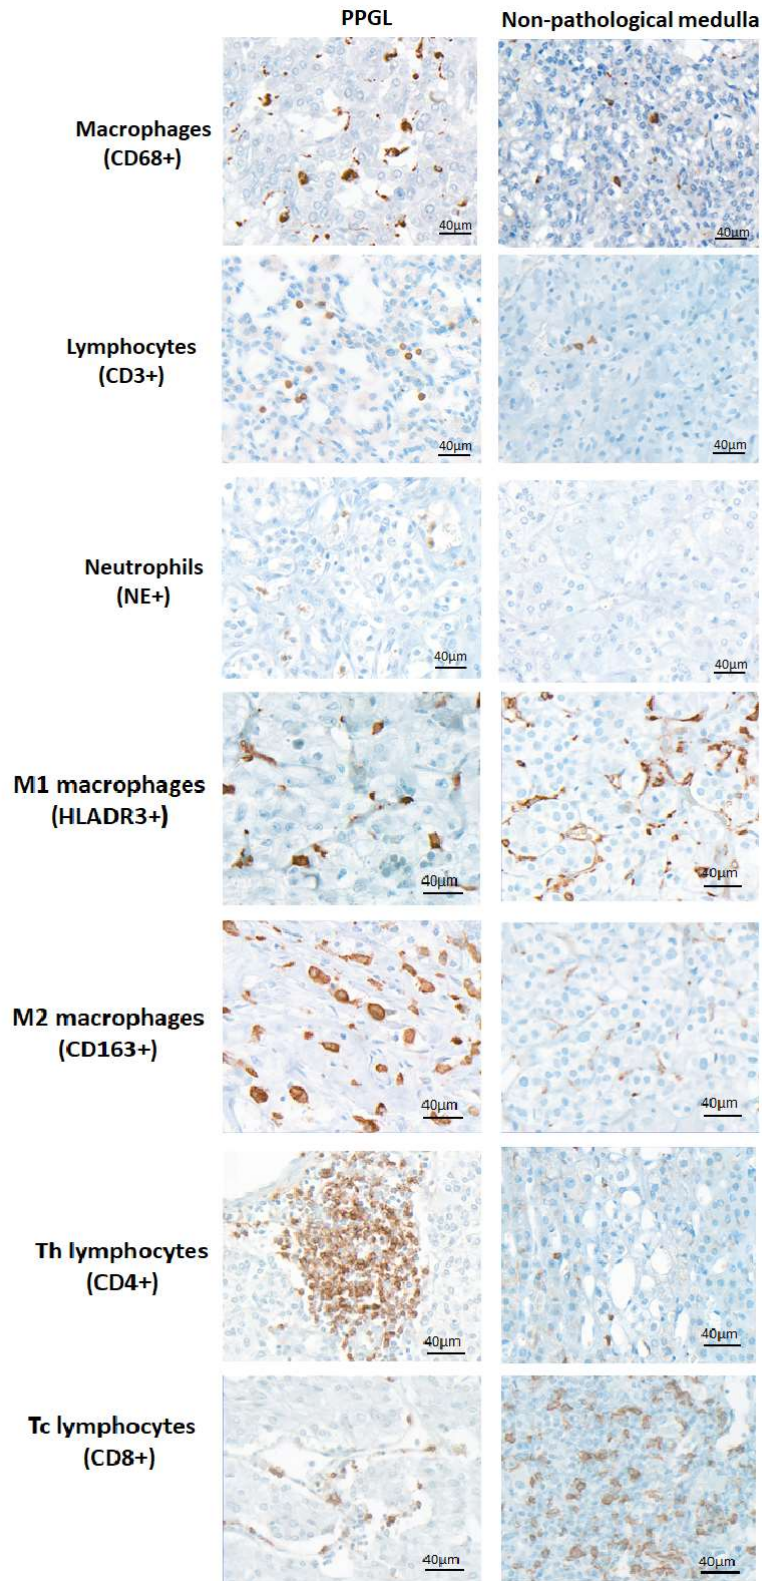 PPGL
Non-pathological medulla
Macrophages
(CD68+)
40µm
40µm
Lymphocytes
(CD3+)
40µm
40µm
Neutrophils
(NE+)
40µm
40µm
M1 macrophages
(HLADR3+)
40µm
40µm
M2 macrophages
(CD163+)
40µm
40µm
Th lymphocytes
(CD4+)
40µm
40µm
Tc lymphocytes
(CD8+)
40µm
40µm